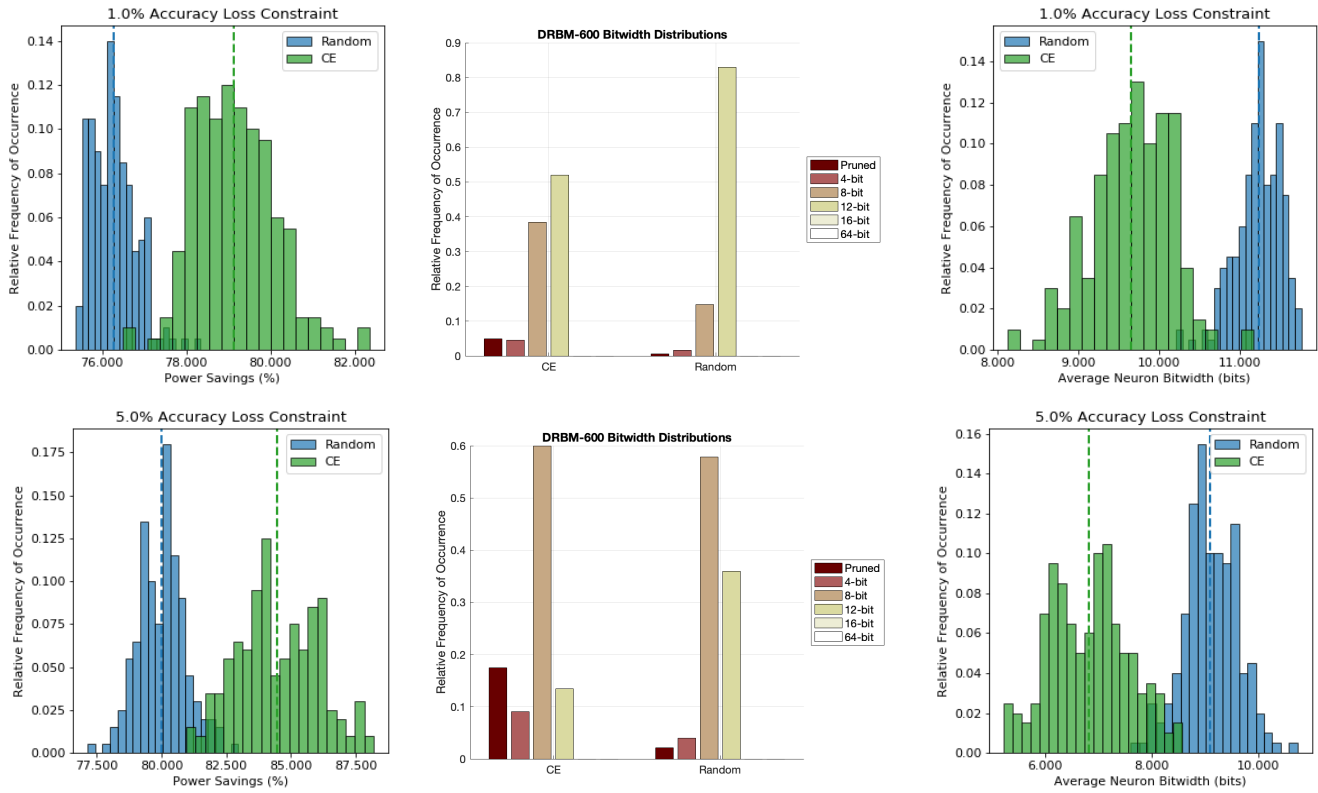 1.0% Accuracy Loss Constraint
Relative Frequency of Occurrence
0.14
0.12
0.10
0.08
0.06
0.04
0.02
0.00
Random
CE
76.000
78.000
80.000
82.000
Power Savings (%)
DRBM-600 Bitwidth Distributions
Relative Frequency of Occurrence
0.9
0.8
0.7
0.6
0.5
0.4
0.3
0.2
0.1
0
CE
Random
Pruned
4-bit
8-bit
12-bit
16-bit
64-bit
1.0% Accuracy Loss Constraint
Relative Frequency of Occurrence
0.14
0.12
0.10
0.08
0.06
0.04
0.02
0.00
Random
CE
8.000
9.000
10.000
11.000
Average Neuron Bitwidth (bits)
5.0% Accuracy Loss Constraint
Relative Frequency of Occurrence
0.175
0.150
0.125
0.100
0.075
0.050
0.025
0.000
Random
CE
77.500
80.000
82.500
85.000
87.500
Power Savings (%)
DRBM-600 Bitwidth Distributions
Relative Frequency of Occurrence
0.6
0.5
0.4
0.3
0.2
0.1
0
CE
Random
Pruned
4-bit
8-bit
12-bit
16-bit
64-bit
5.0% Accuracy Loss Constraint
Relative Frequency of Occurrence
0.16
0.14
0.12
0.10
0.08
0.06
0.04
0.02
0.00
Random
CE
6.000
8.000
10.000
Average Neuron Bitwidth (bits)